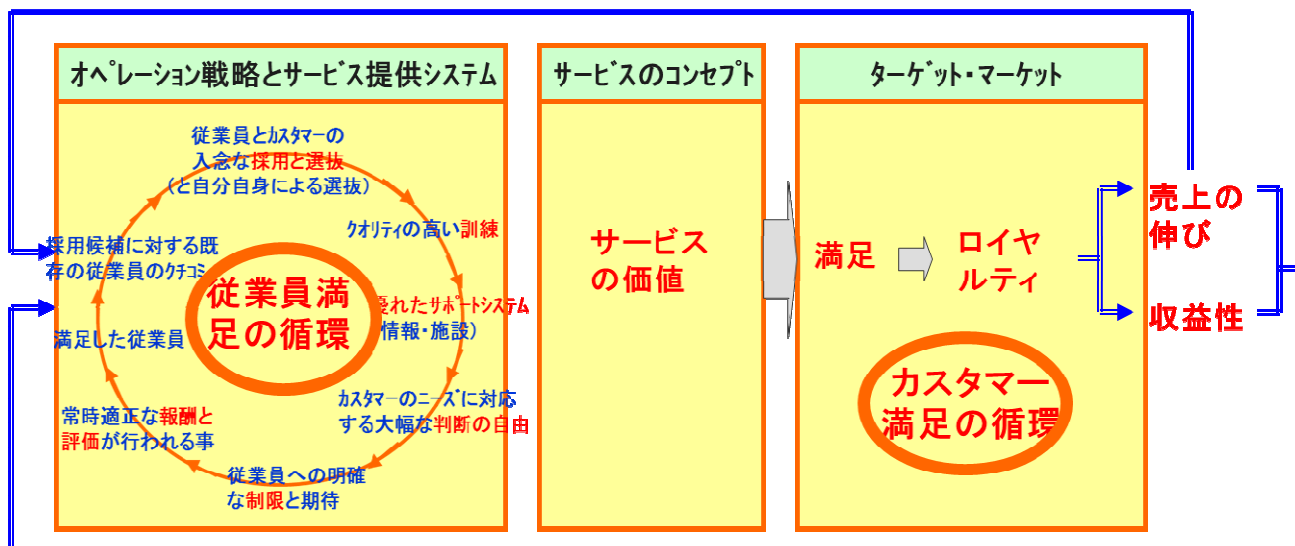 オペレーション戦略とサービス提供システム
従業員とカスタマーの
入念な採用と選抜
(と自分自身による選抜)
クオリティの高い訓練
優れたサポートシステム
情報・施設)
カスタマーのニーズに対応
する大幅な判断の自由
従業員への明確
な制限と期待
常時適正な報酬と
評価が行われる事
満足した従業員
採用候補に対する既
存の従業員のクチコミ
従業員満
足の循環
サービスのコンセプト
サービス
の価値
ターゲット・マーケット
満足
ロイヤ
ルティ
カスタマー
満足の循環
売上の
伸び
収益性